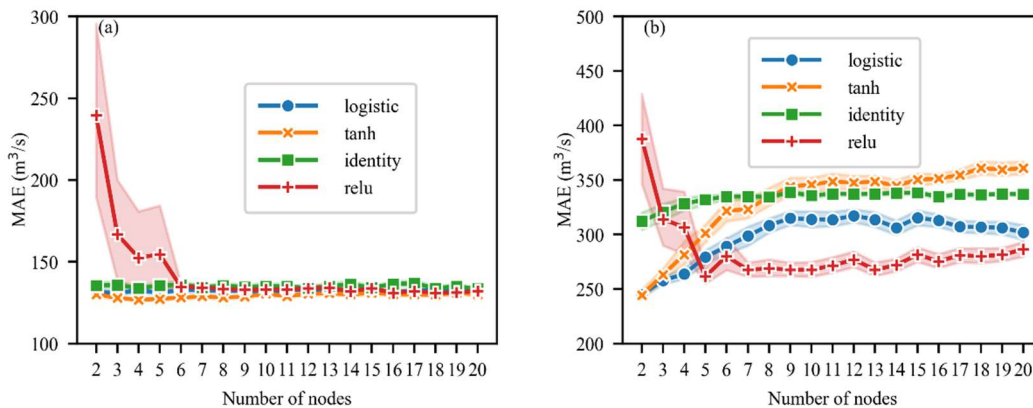 (a)
300
250
200
150
100
MAE (m³/s)
logistic
tanh
identity
relu
2 3 4 5 6 7 8 9 10 11 12 13 14 15 16 17 18 19 20
Number of nodes
(b)
500
450
400
350
300
250
200
MAE (m³/s)
logistic
tanh
identity
relu
2 3 4 5 6 7 8 9 10 11 12 13 14 15 16 17 18 19 20
Number of nodes